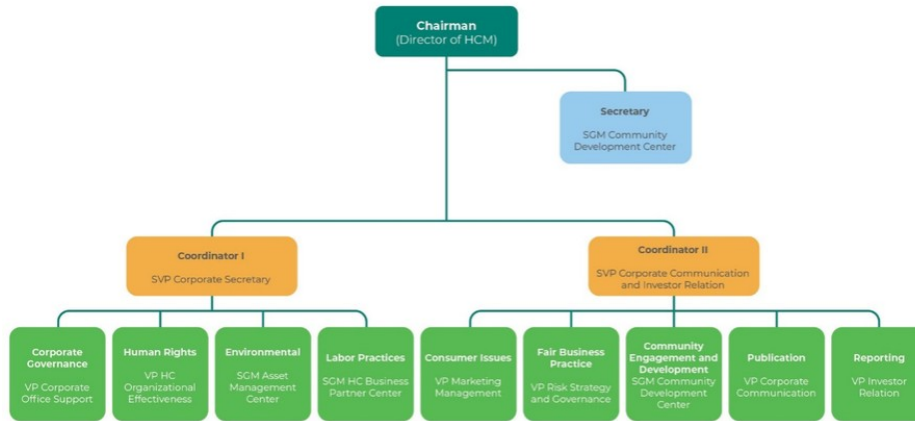 Chairman
(Director of HCM)
Secretary
SGM Community
Development Center
Coordinator I
SVP Corporate Secretary
Coordinator II
SVP Corporate Communication
and Investor Relation
Corporate
Governance
VP Corporate
Office Support
Human Rights
VP HC
Organizational
Effectiveness
Environmental
SGM Asset
Management
Center
Labor Practices
SGM HC Business
Partner Center
Consumer Issues
VP Marketing
Management
Fair Business
Practice
VP Risk Strategy
and Governance
Community
Engagement and
Development
SGM Community
Development
Center
Publication
VP Corporate
Communication
Reporting
VP Investor
Relation